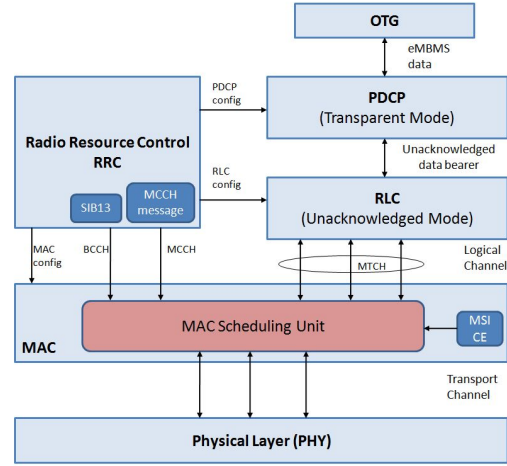 OTG
eMBMS
data
PDCP
config
PDCP
(Transparent Mode)
Radio Resource Control
RRC
Unacknowledged
data bearer
RLC
config
SIB13
MCCH
message
RLC
(Unacknowledged Mode)
MAC
config
BCCH
MCCH
MTCH
Logical
Channel
MAC Scheduling Unit
MSI
CE
MAC
Transport
Channel
Physical Layer (PHY)